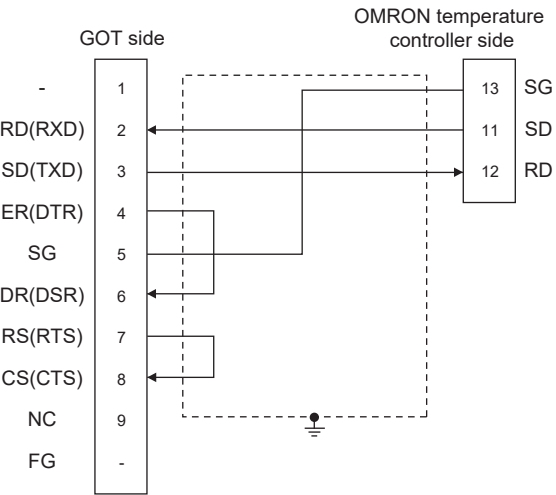 OMRON temperature
controller side
GOT side
- 1
RD(RXD) 2
SD(TXD) 3
ER(DTR) 4
SG 5
DR(DSR) 6
RS(RTS) 7
CS(CTS) 8
NC 9
FG -
13 SG
11 SD
12 RD